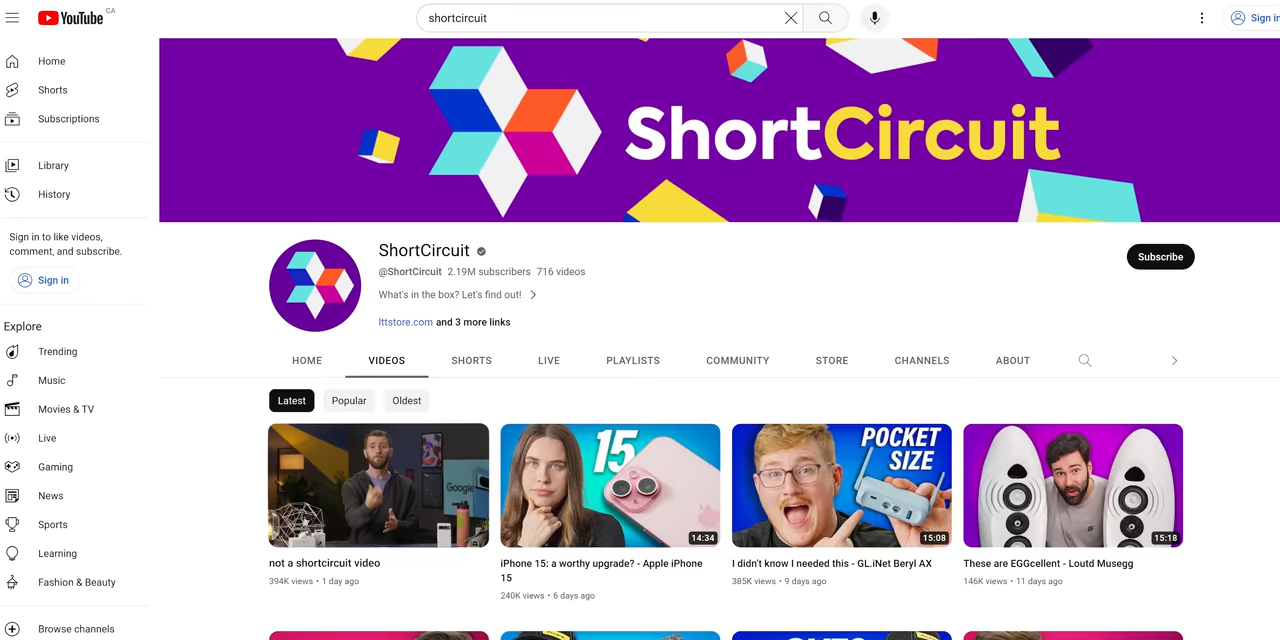 YouTube CA
shortcircuit
Sign in
Home
Shorts
Subscriptions
Library
History
Sign in to like videos,
comment, and subscribe.
Sign in
Explore
Trending
Music
Movies & TV
Live
Gaming
News
Sports
Learning
Fashion & Beauty
Browse channels
ShortCircuit
ShortCircuit
@ShortCircuit 2.19M subscribers 716 videos
What's in the box? Let's find out!
lttstore.com and 3 more links
Subscribe
HOME VIDEOS SHORTS LIVE PLAYLISTS COMMUNITY STORE CHANNELS ABOUT
Latest Popular Oldest
Google
not a shortcircuit video
394K views • 1 day ago
15
14:34
iPhone 15: a worthy upgrade? - Apple iPhone
15
240K views • 6 days ago
POCKET
SIZE
15:08
I didn't know I needed this - GL.iNet Beryl AX
385K views • 9 days ago
15:18
These are EGGcellent - Loutd Musegg
146K views • 11 days ago